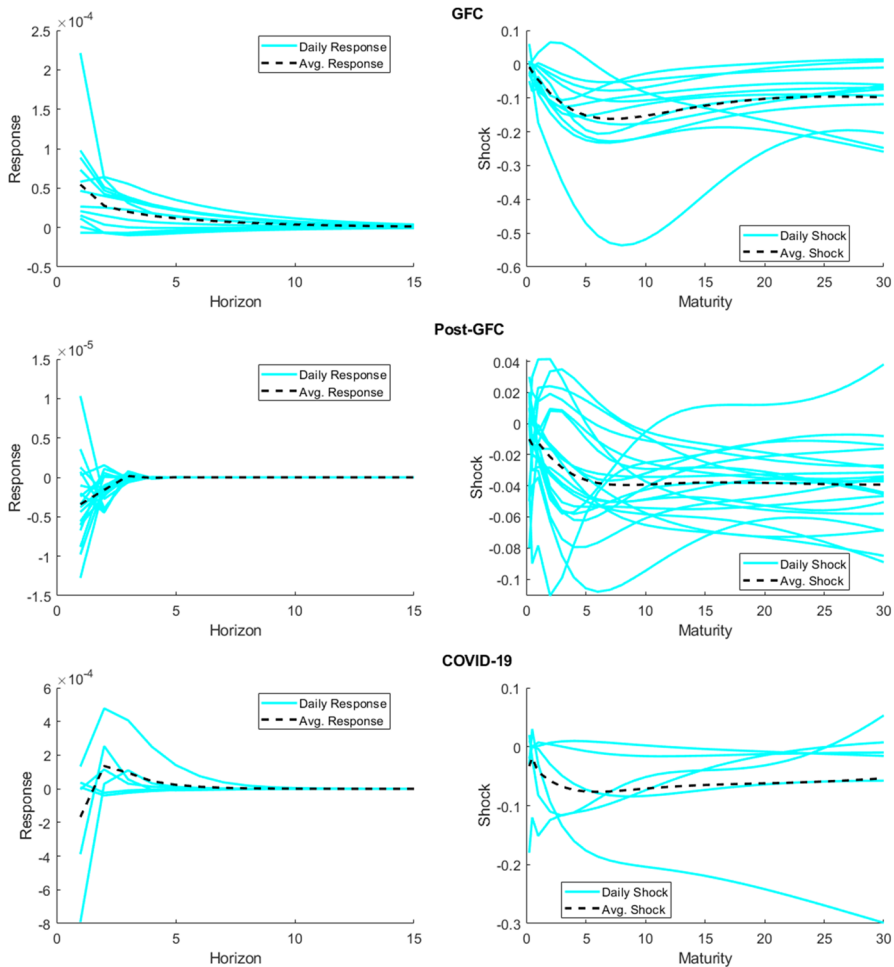 GFC
×10⁻⁴
2.5
2
1.5
1
0.5
0
-0.5
Response
0 5 10 15
Horizon
Daily Response
Avg. Response
0.1
0
-0.1
-0.2
-0.3
-0.4
-0.5
-0.6
Shock
0 5 10 15 20 25 30
Maturity
Daily Shock
Avg. Shock
Post-GFC
×10⁻⁵
1.5
1
0.5
0
-0.5
-1
-1.5
Response
0 5 10 15
Horizon
Daily Response
Avg. Response
0.04
0.02
0
-0.02
-0.04
-0.06
-0.08
-0.1
Shock
0 5 10 15 20 25 30
Maturity
Daily Shock
Avg. Shock
COVID-19
×10⁻⁴
6
4
2
0
-2
-4
-6
-8
Response
0 5 10 15
Horizon
Daily Response
Avg. Response
0.1
0
-0.1
-0.2
-0.3
Shock
0 5 10 15 20 25 30
Maturity
Daily Shock
Avg. Shock